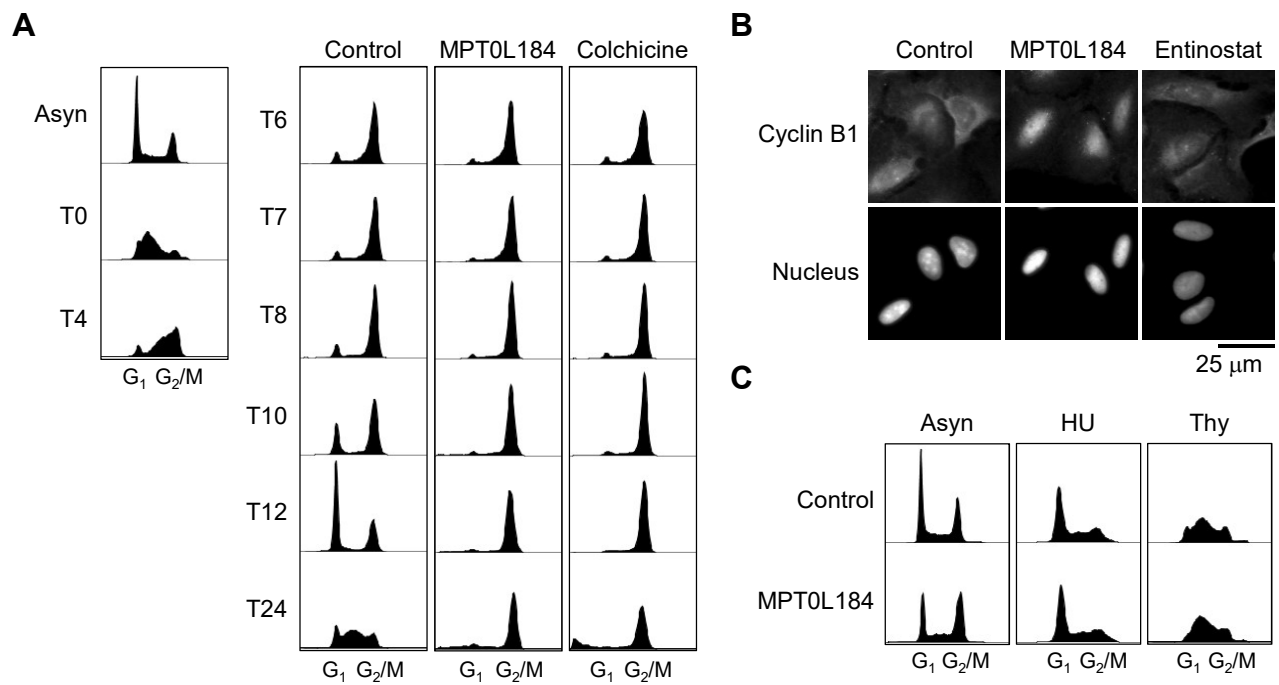 A
Control MPT0L184 Colchicine
Asyn
T0
T4
G₁ G₂/M
T6
T7
T8
T10
T12
T24
G₁ G₂/M G₁ G₂/M G₁ G₂/M
B
Control MPT0L184 Entinostat
Cyclin B1
Nucleus
25 μm
C
Asyn HU Thy
Control
MPT0L184
G₁ G₂/M G₁ G₂/M G₁ G₂/M